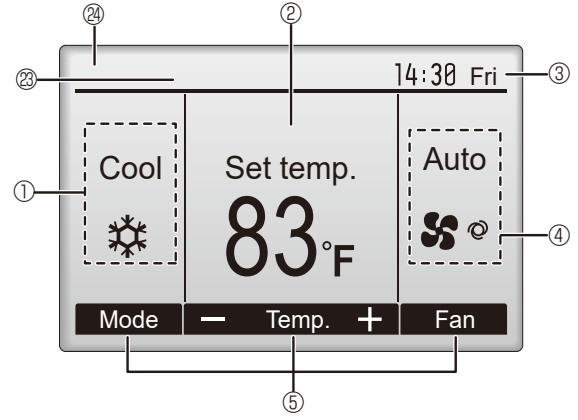 ㉔ ②
㉓ 14:30 Fri ③
① Cool Set temp. Auto
83°F ④
Mode − Temp. + Fan
⑤